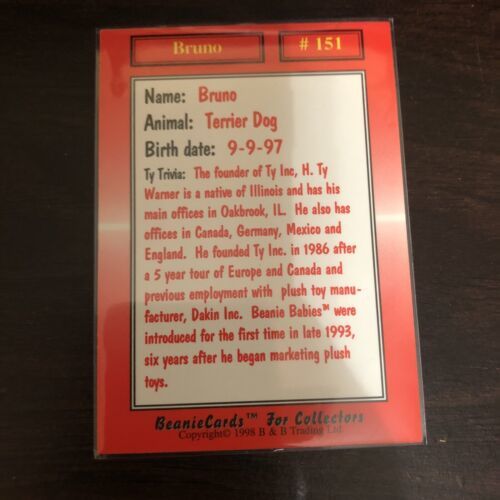 Bruno
# 151
Name: Bruno
Animal: Terrier Dog
Birth date: 9-9-97
Ty Trivia: The founder of Ty Inc, H. Ty
Warner is a native of Illinois and has his
main offices in Oakbrook, IL. He also has
offices in Canada, Germany, Mexico and
England. He founded Ty Inc. in 1986 after
a 5 year tour of Europe and Canada and
previous employment with plush toy manu-
facturer, Dakin Inc. Beanie Babies™ were
introduced for the first time in late 1993,
six years after he began marketing plush
toys.
BeanieCards™ For Collectors
Copyright© 1998 B & B Trading Ltd